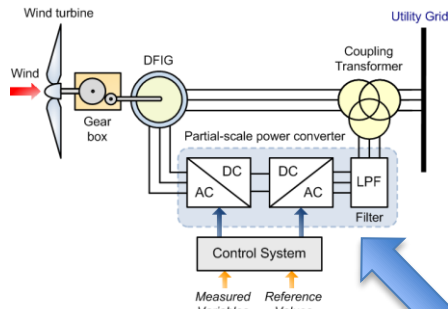 Wind turbine
Utility Grid
DFIG
Coupling
Transformer
Wind
Gear
box
Partial-scale power converter
DC
AC
DC
AC
LPF
Filter
Control System
Measured
Reference